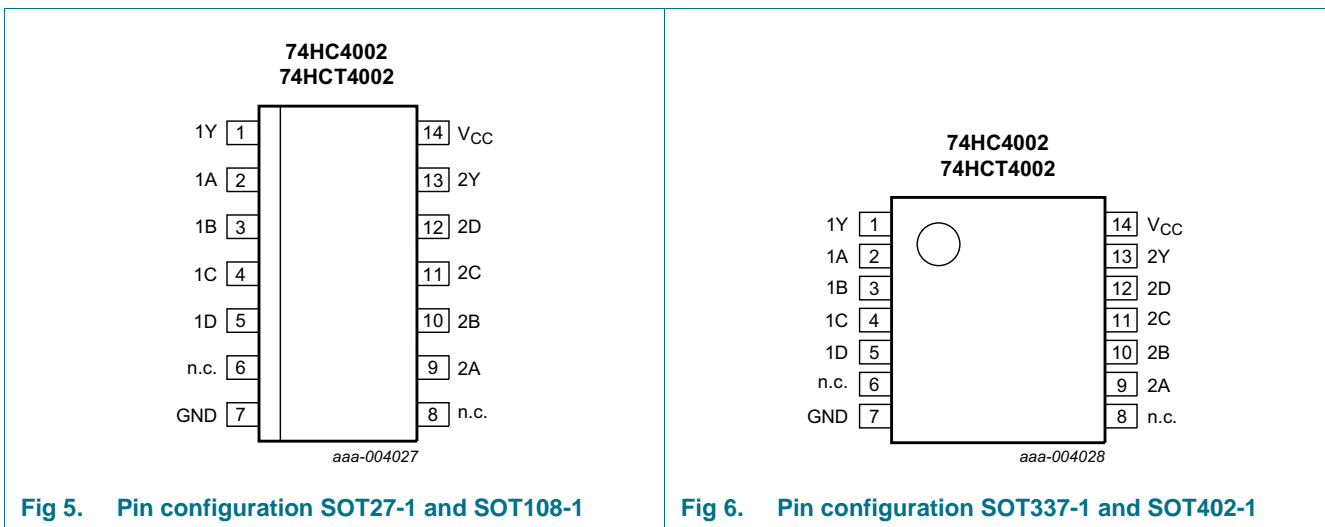 74HC4002
74HCT4002
1Y 1 14 VCC
1A 2 13 2Y
1B 3 12 2D
1C 4 11 2C
1D 5 10 2B
n.c. 6 9 2A
GND 7 8 n.c.
aaa-004027
Fig 5. Pin configuration SOT27-1 and SOT108-1
74HC4002
74HCT4002
1Y 1 14 VCC
1A 2 13 2Y
1B 3 12 2D
1C 4 11 2C
1D 5 10 2B
n.c. 6 9 2A
GND 7 8 n.c.
aaa-004028
Fig 6. Pin configuration SOT337-1 and SOT402-1